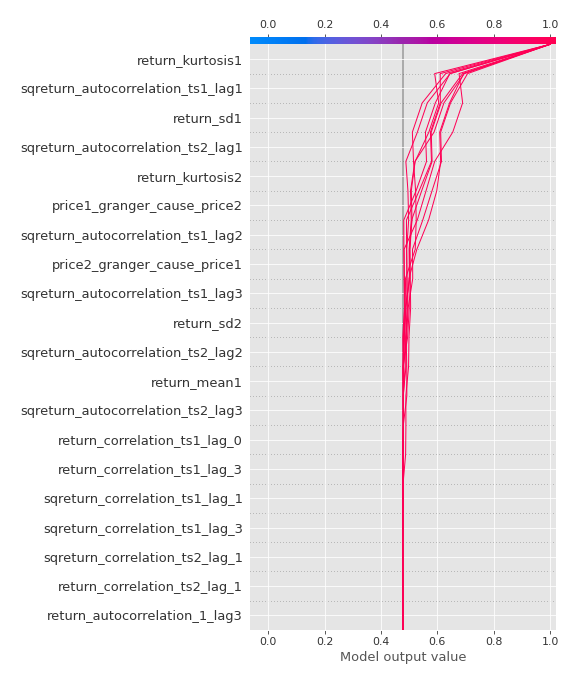 0.0 0.2 0.4 0.6 0.8 1.0
return_kurtosis1
sqreturn_autocorrelation_ts1_lag1
return_sd1
sqreturn_autocorrelation_ts2_lag1
return_kurtosis2
price1_granger_cause_price2
sqreturn_autocorrelation_ts1_lag2
price2_granger_cause_price1
sqreturn_autocorrelation_ts1_lag3
return_sd2
sqreturn_autocorrelation_ts2_lag2
return_mean1
sqreturn_autocorrelation_ts2_lag3
return_correlation_ts1_lag_0
return_correlation_ts1_lag_3
sqreturn_correlation_ts1_lag_1
sqreturn_correlation_ts1_lag_3
sqreturn_correlation_ts2_lag_1
return_correlation_ts2_lag_1
return_autocorrelation_1_lag3
0.0 0.2 0.4 0.6 0.8 1.0
Model output value